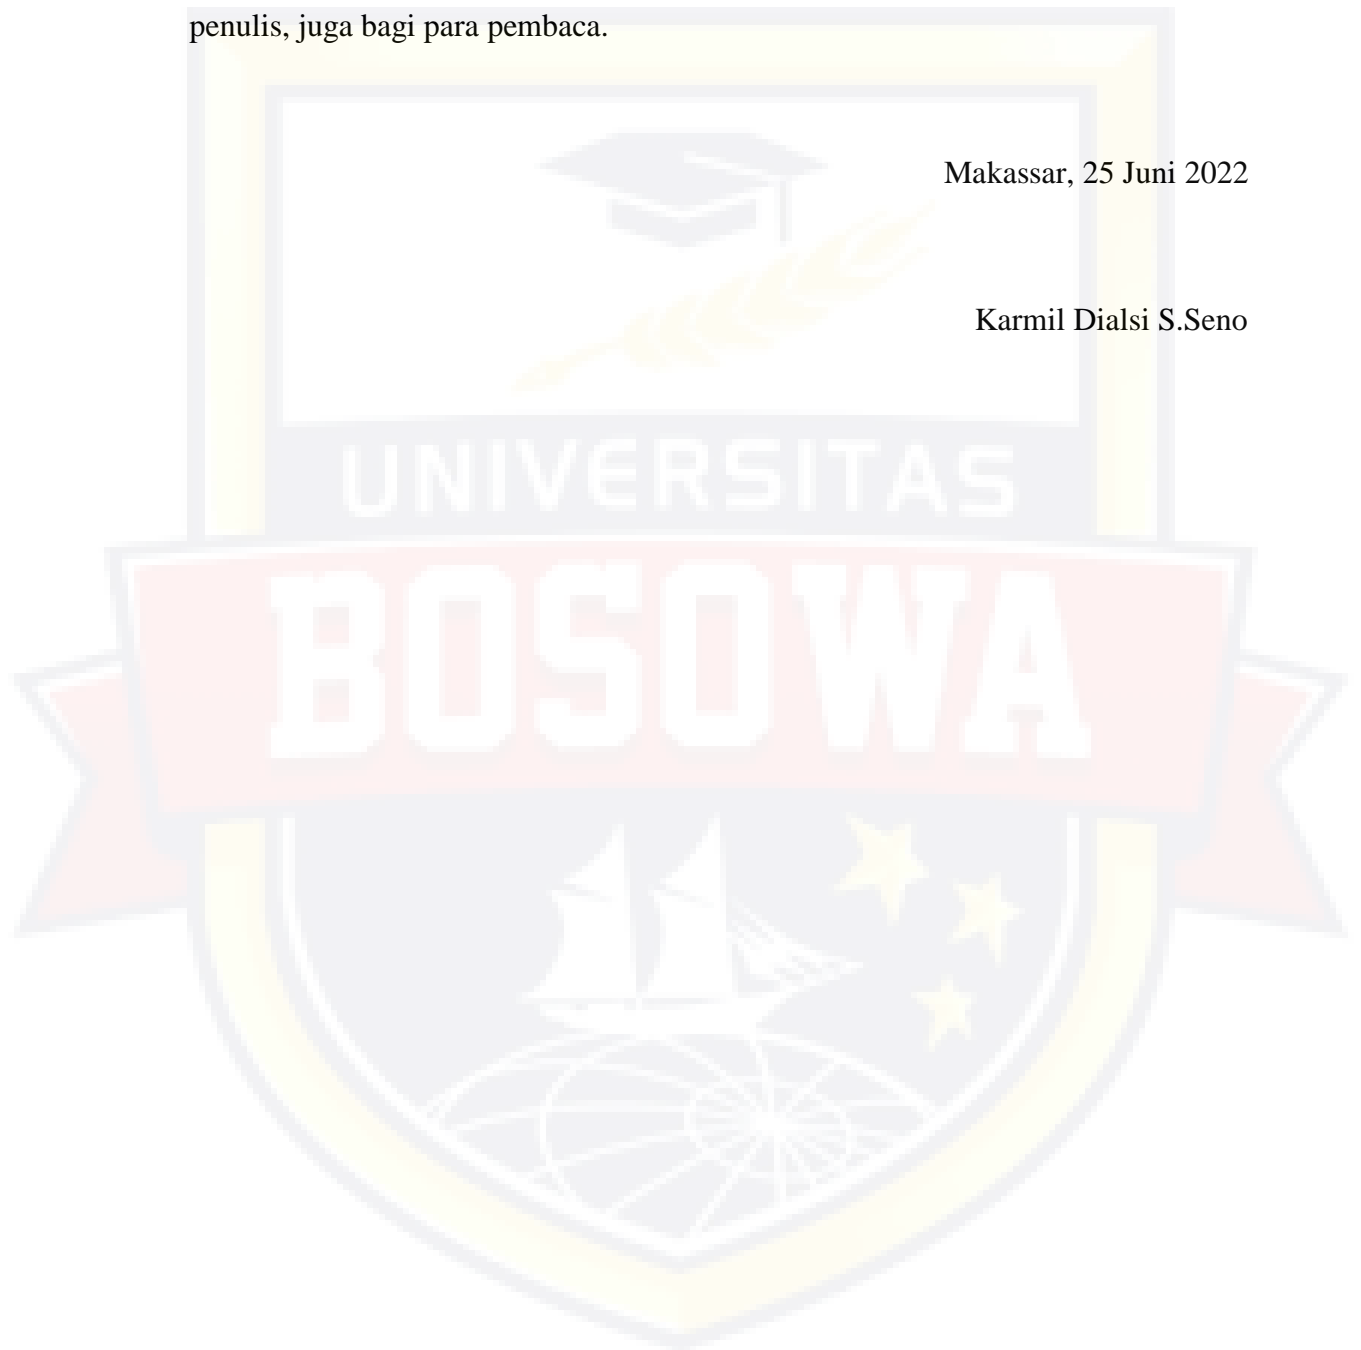 penulis, juga bagi para pembaca.
Makassar, 25 Juni 2022
Karmil Dialsi S.Seno
UNIVERSITAS
BOSOWA